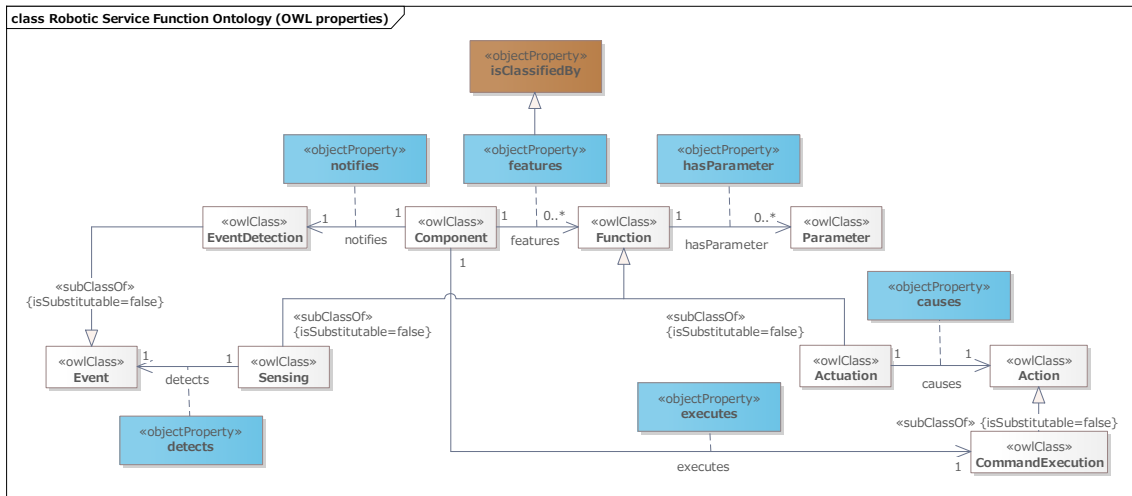 class Robotic Service Function Ontology (OWL properties)
«objectProperty»
isClassifiedBy
«objectProperty»
notifies
«objectProperty»
features
«objectProperty»
hasParameter
«owlClass»
EventDetection
1
1
notifies
«owlClass»
Component
1
0..*
features
«owlClass»
Function
1
0..*
hasParameter
«owlClass»
Parameter
1
«subClassOf»
{isSubstitutable=false}
«subClassOf»
{isSubstitutable=false}
«subClassOf»
{isSubstitutable=false}
«objectProperty»
causes
«owlClass»
Event
1,
1
detects
«owlClass»
Sensing
«owlClass»
Actuation
1
1
causes
«owlClass»
Action
«objectProperty»
detects
«objectProperty»
executes
«subClassOf» {isSubstitutable=false}
executes
1
«owlClass»
CommandExecution